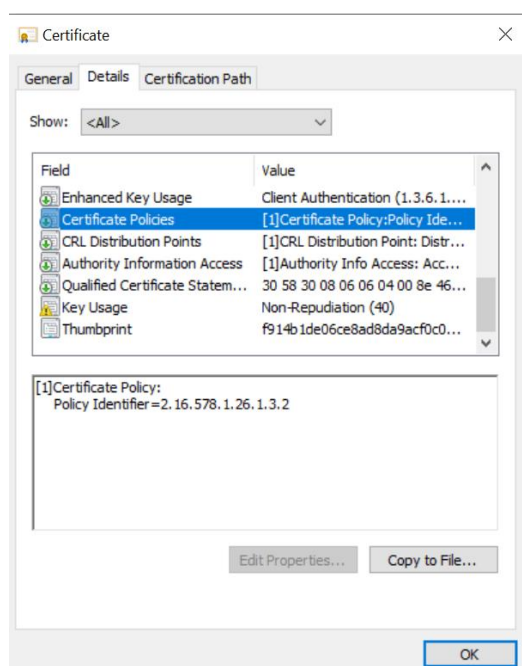 Certificate
General Details Certification Path
Show: <All>
Field Value
Enhanced Key Usage Client Authentication (1.3.6.1....
Certificate Policies [1]Certificate Policy:Policy Ide...
CRL Distribution Points [1]CRL Distribution Point: Distr...
Authority Information Access [1]Authority Info Access: Acc...
Qualified Certificate Statem... 30 58 30 08 06 06 04 00 8e 46...
Key Usage Non-Repudiation (40)
Thumbprint f914b1de06ce8ad8da9acf0c0...
[1]Certificate Policy:
Policy Identifier=2.16.578.1.26.1.3.2
Edit Properties... Copy to File...
OK